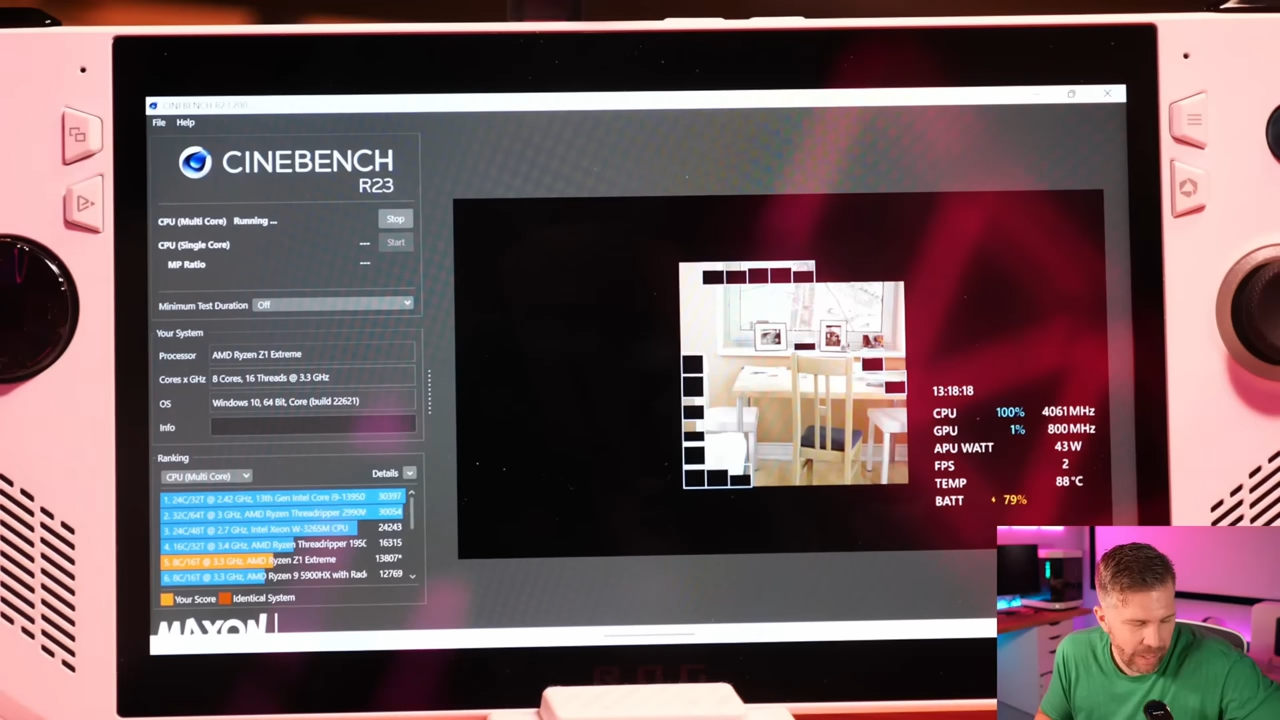 CINEBENCH R23.200
File Help
CINEBENCH
R23
CPU (Multi Core) Running ... Stop
CPU (Single Core) --- Start
MP Ratio ---
Minimum Test Duration Off
Your System
Processor AMD Ryzen Z1 Extreme
Cores x GHz 8 Cores, 16 Threads @ 3.3 GHz
OS Windows 10, 64 Bit, Core (build 22621)
Info
Ranking
CPU (Multi Core) Details
1. 24C/32T @ 2.42 GHz, 13th Gen Intel Core i9-13950 30397
2. 32C/64T @ 3 GHz, AMD Ryzen Threadripper 2990W 30054
3. 24C/48T @ 2.7 GHz, Intel Xeon W-3265M CPU 24243
4. 16C/32T @ 3.4 GHz, AMD Ryzen Threadripper 195 16315
5. 8C/16T @ 3.3 GHz, AMD Ryzen Z1 Extreme 13807*
6. 8C/16T @ 3.3 GHz, AMD Ryzen 9 5900HX with Rad 12769
Your Score Identical System
MAXON
13:18:18
CPU 100% 4061MHz
GPU 1% 800MHz
APU WATT 43W
FPS 2
TEMP 88°C
BATT 79%